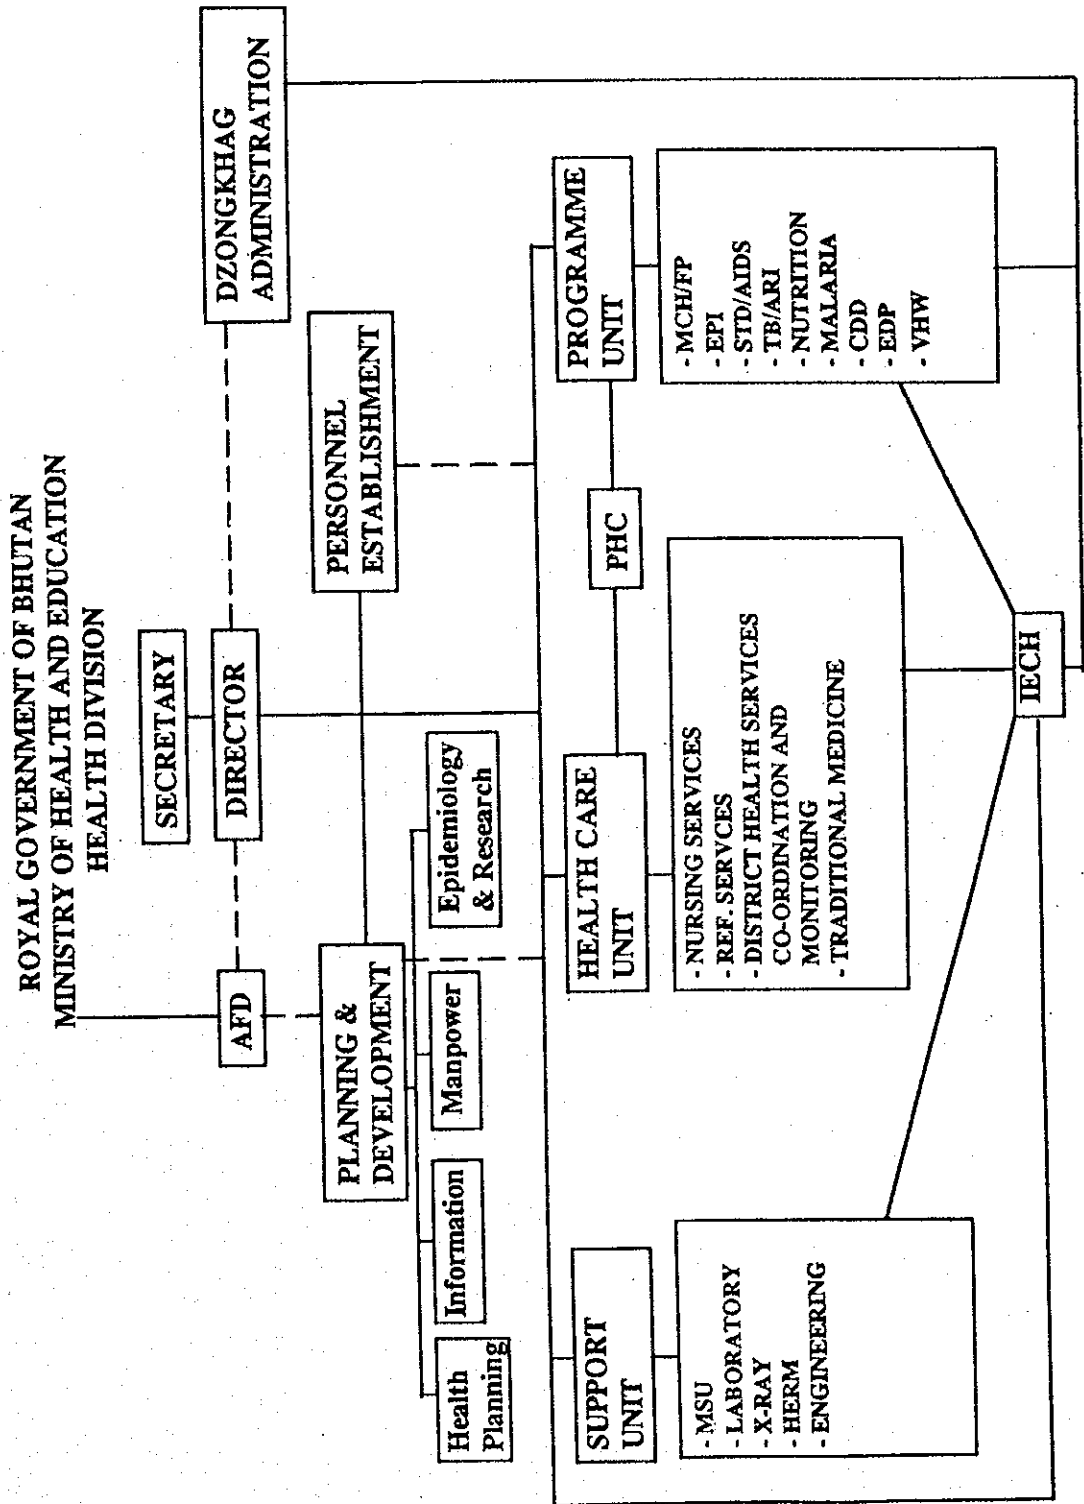 ROYAL GOVERNMENT OF BHUTAN
MINISTRY OF HEALTH AND EDUCATION
HEALTH DIVISION
SECRETARY
AFD
DIRECTOR
DZONGKHAG
ADMINISTRATION
PLANNING &
DEVELOPMENT
PERSONNEL
ESTABLISHMENT
Health
Planning
Information
Manpower
Epidemiology
& Research
SUPPORT
UNIT
HEALTH CARE
UNIT
PHC
PROGRAMME
UNIT
- MSU
- LABORATORY
- X-RAY
- HERM
- ENGINEERING
- NURSING SERVICES
- REF. SERVICES
- DISTRICT HEALTH SERVICES
CO-ORDINATION AND
MONITORING
- TRADITIONAL MEDICINE
- MCH/FP
- EPI
- STD/AIDS
- TB/ARI
- NUTRITION
- MALARIA
- CDD
- EDP
- VHW
IECH